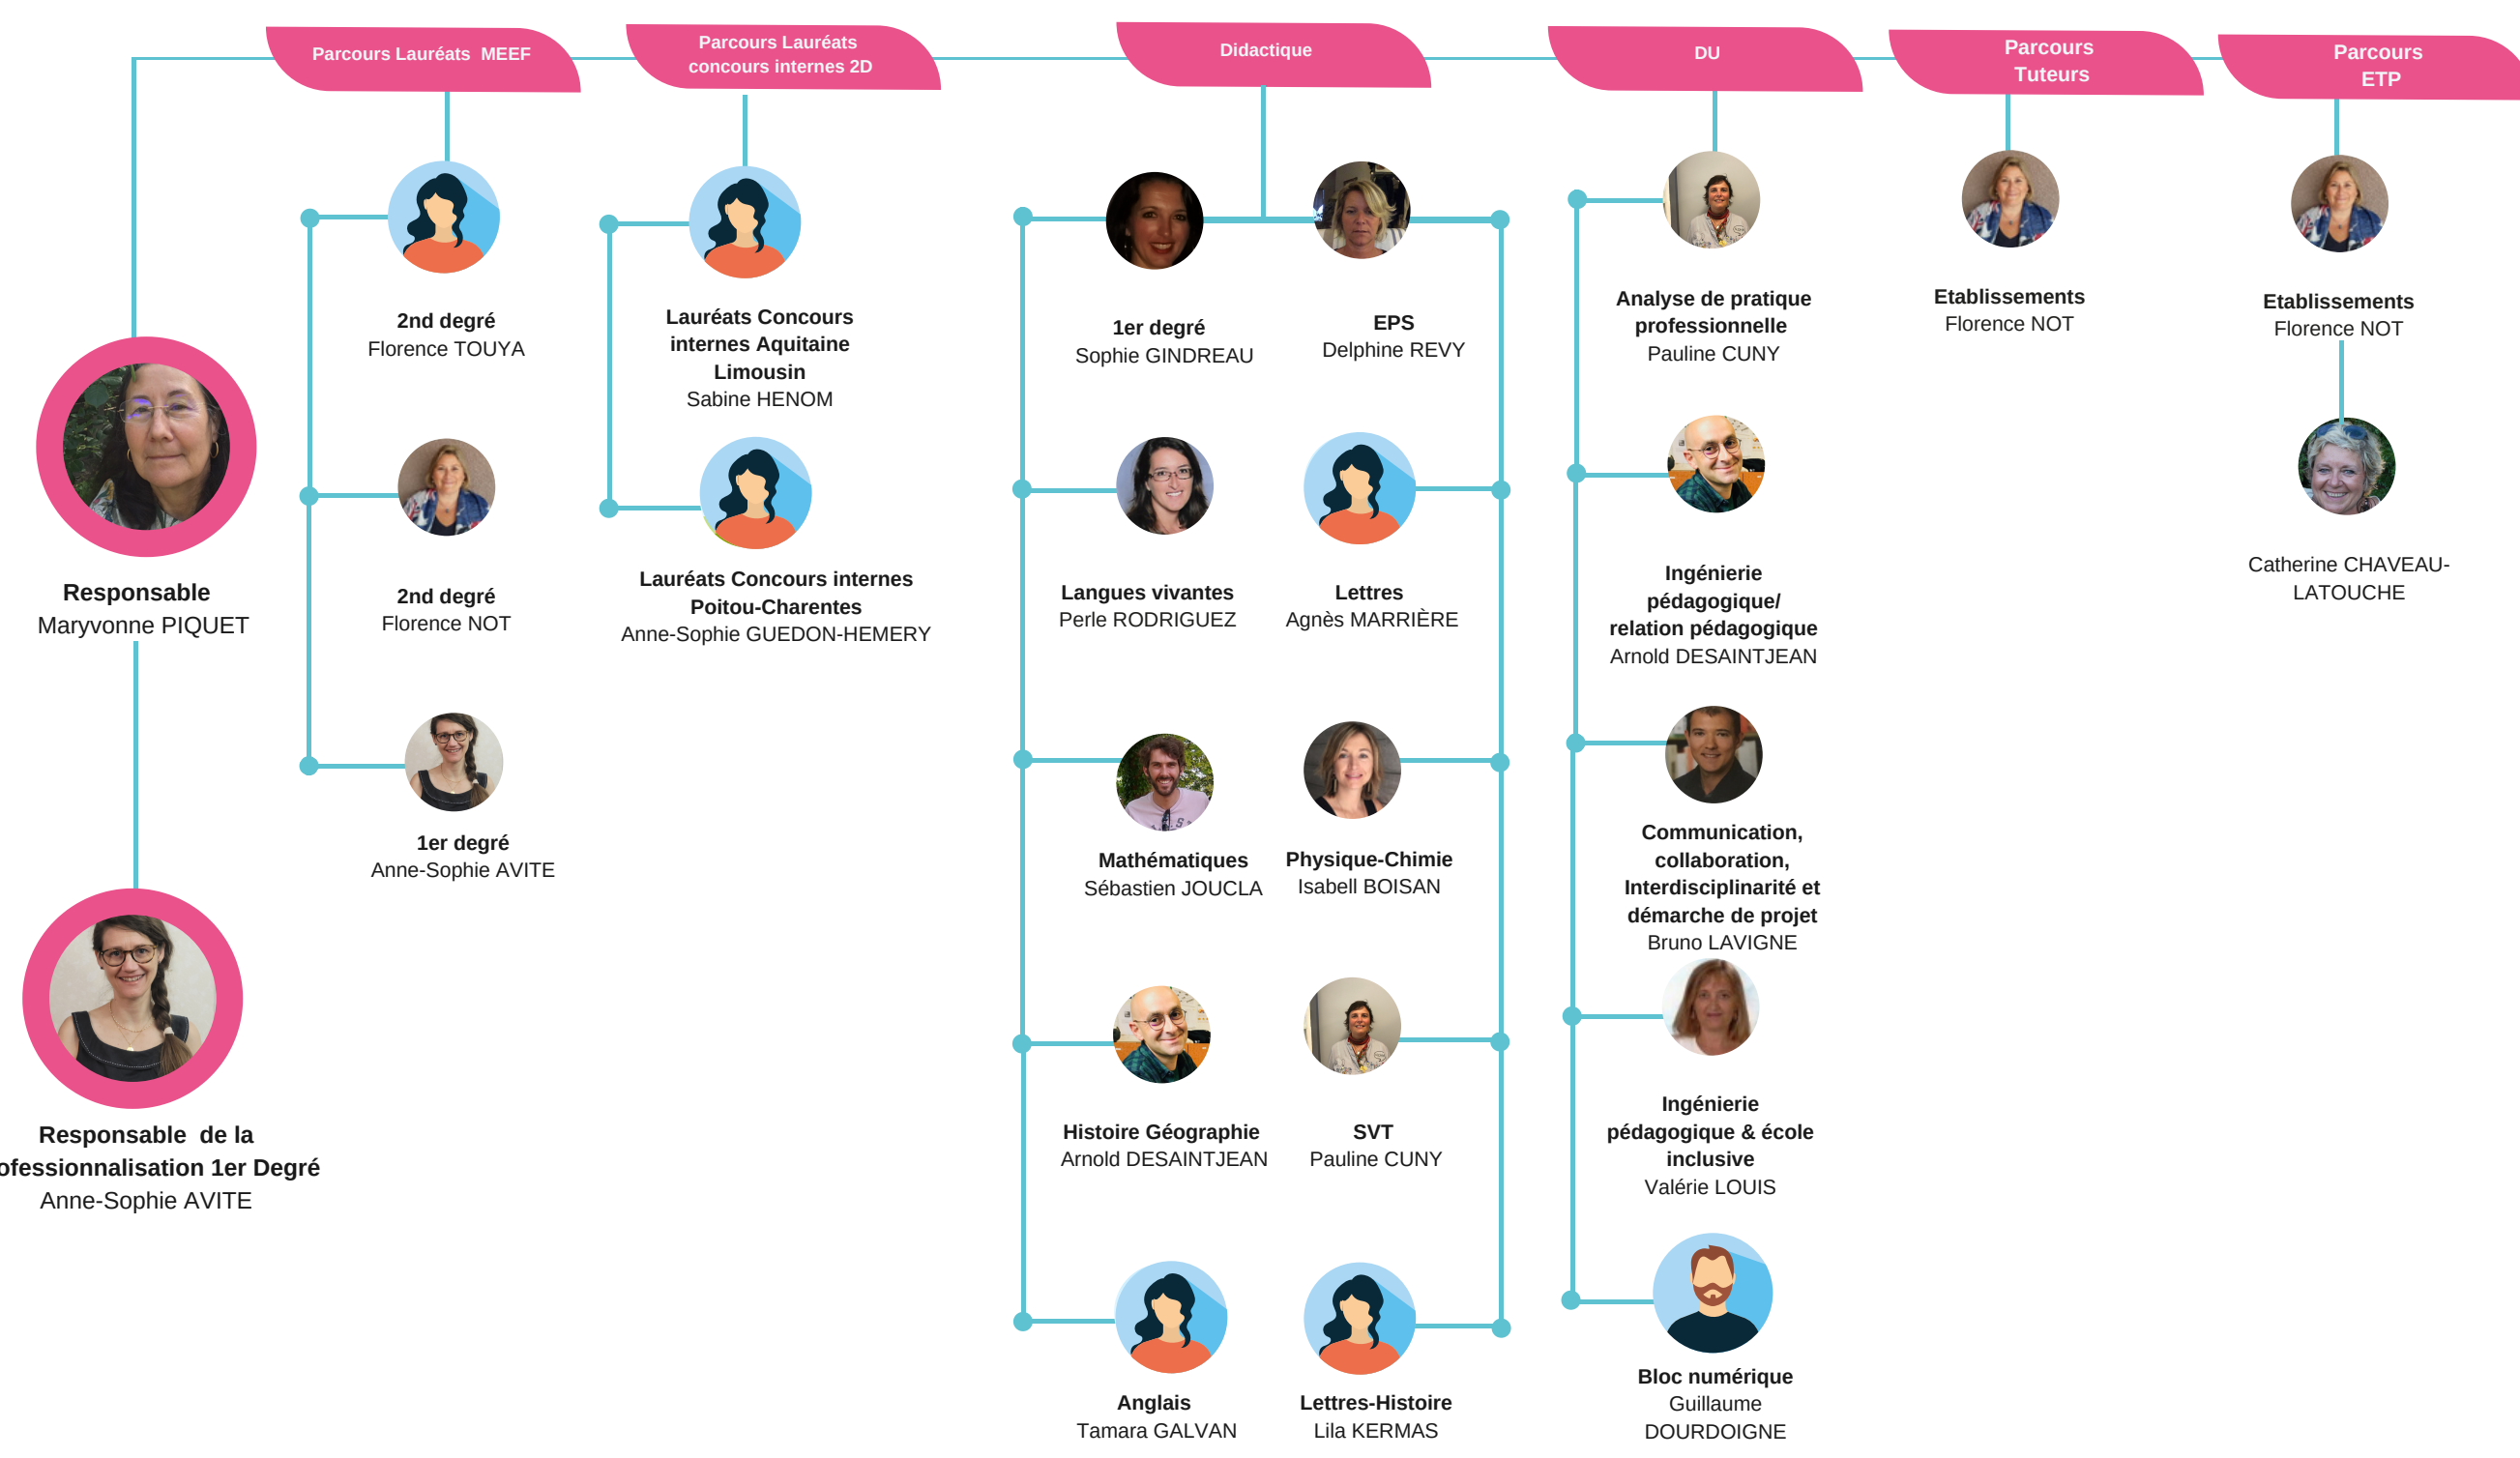 Parcours Lauréats  MEEF
Parcours Lauréats
concours internes 2D
Didactique
DU
Parcours
Tuteurs
Parcours
ETP
Responsable
Maryvonne PIQUET
Responsable  de la
ofessionnalisation 1er Degré
Anne-Sophie AVITE
2nd degré
Florence TOUYA
2nd degré
Florence NOT
1er degré
Anne-Sophie AVITE
Lauréats Concours
internes Aquitaine
Limousin
Sabine HENOM
Lauréats Concours internes
Poitou-Charentes
Anne-Sophie GUEDON-HEMERY
1er degré
Sophie GINDREAU
EPS
Delphine REVY
Langues vivantes
Perle RODRIGUEZ
Lettres
Agnès MARRIÈRE
Mathématiques
Sébastien JOUCLA
Physique-Chimie
Isabell BOISAN
Histoire Géographie
Arnold DESAINTJEAN
SVT
Pauline CUNY
Anglais
Tamara GALVAN
Lettres-Histoire
Lila KERMAS
Analyse de pratique
professionnelle
Pauline CUNY
Ingénierie
pédagogique/
relation pédagogique
Arnold DESAINTJEAN
Communication,
collaboration,
Interdisciplinarité et
démarche de projet
Bruno LAVIGNE
Ingénierie
pédagogique & école
inclusive
Valérie LOUIS
Bloc numérique
Guillaume
DOURDOIGNE
Etablissements
Florence NOT
Etablissements
Florence NOT
Catherine CHAVEAU-
LATOUCHE